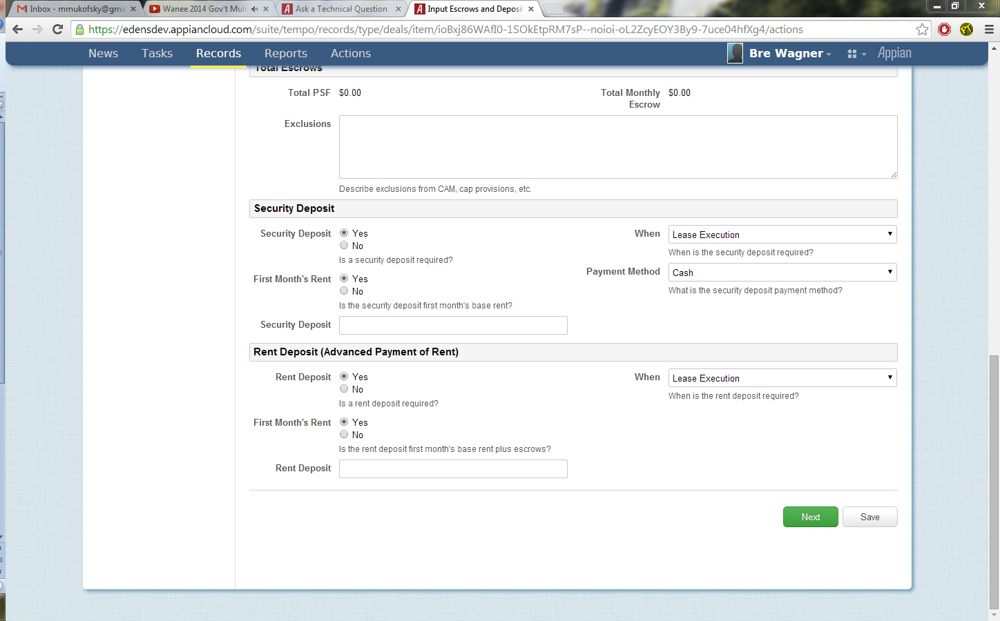 Inbox - mmukofsky@gma
Wanee 2014 Gov't Mule
Ask a Technical Question
Input Escrows and Deposit
https://edensdev.appiancloud.com/suite/tempo/records/type/deals/item/ioBxj86WAfI0-1SOkEtpRM7sP--noioi-oL2ZcyEOY3By9-7uce04hfXg4/actions
News Tasks Records Reports Actions Bre Wagner Appian
Total Escrows
Total PSF $0.00 Total Monthly Escrow $0.00
Exclusions
Describe exclusions from CAM, cap provisions, etc.
Security Deposit
Security Deposit Yes
No
Is a security deposit required?
When Lease Execution
When is the security deposit required?
First Month's Rent Yes
No
Is the security deposit first month's base rent?
Payment Method Cash
What is the security deposit payment method?
Security Deposit
Rent Deposit (Advanced Payment of Rent)
Rent Deposit Yes
No
Is a rent deposit required?
When Lease Execution
When is the rent deposit required?
First Month's Rent Yes
No
Is the rent deposit first month's base rent plus escrows?
Rent Deposit
Next Save